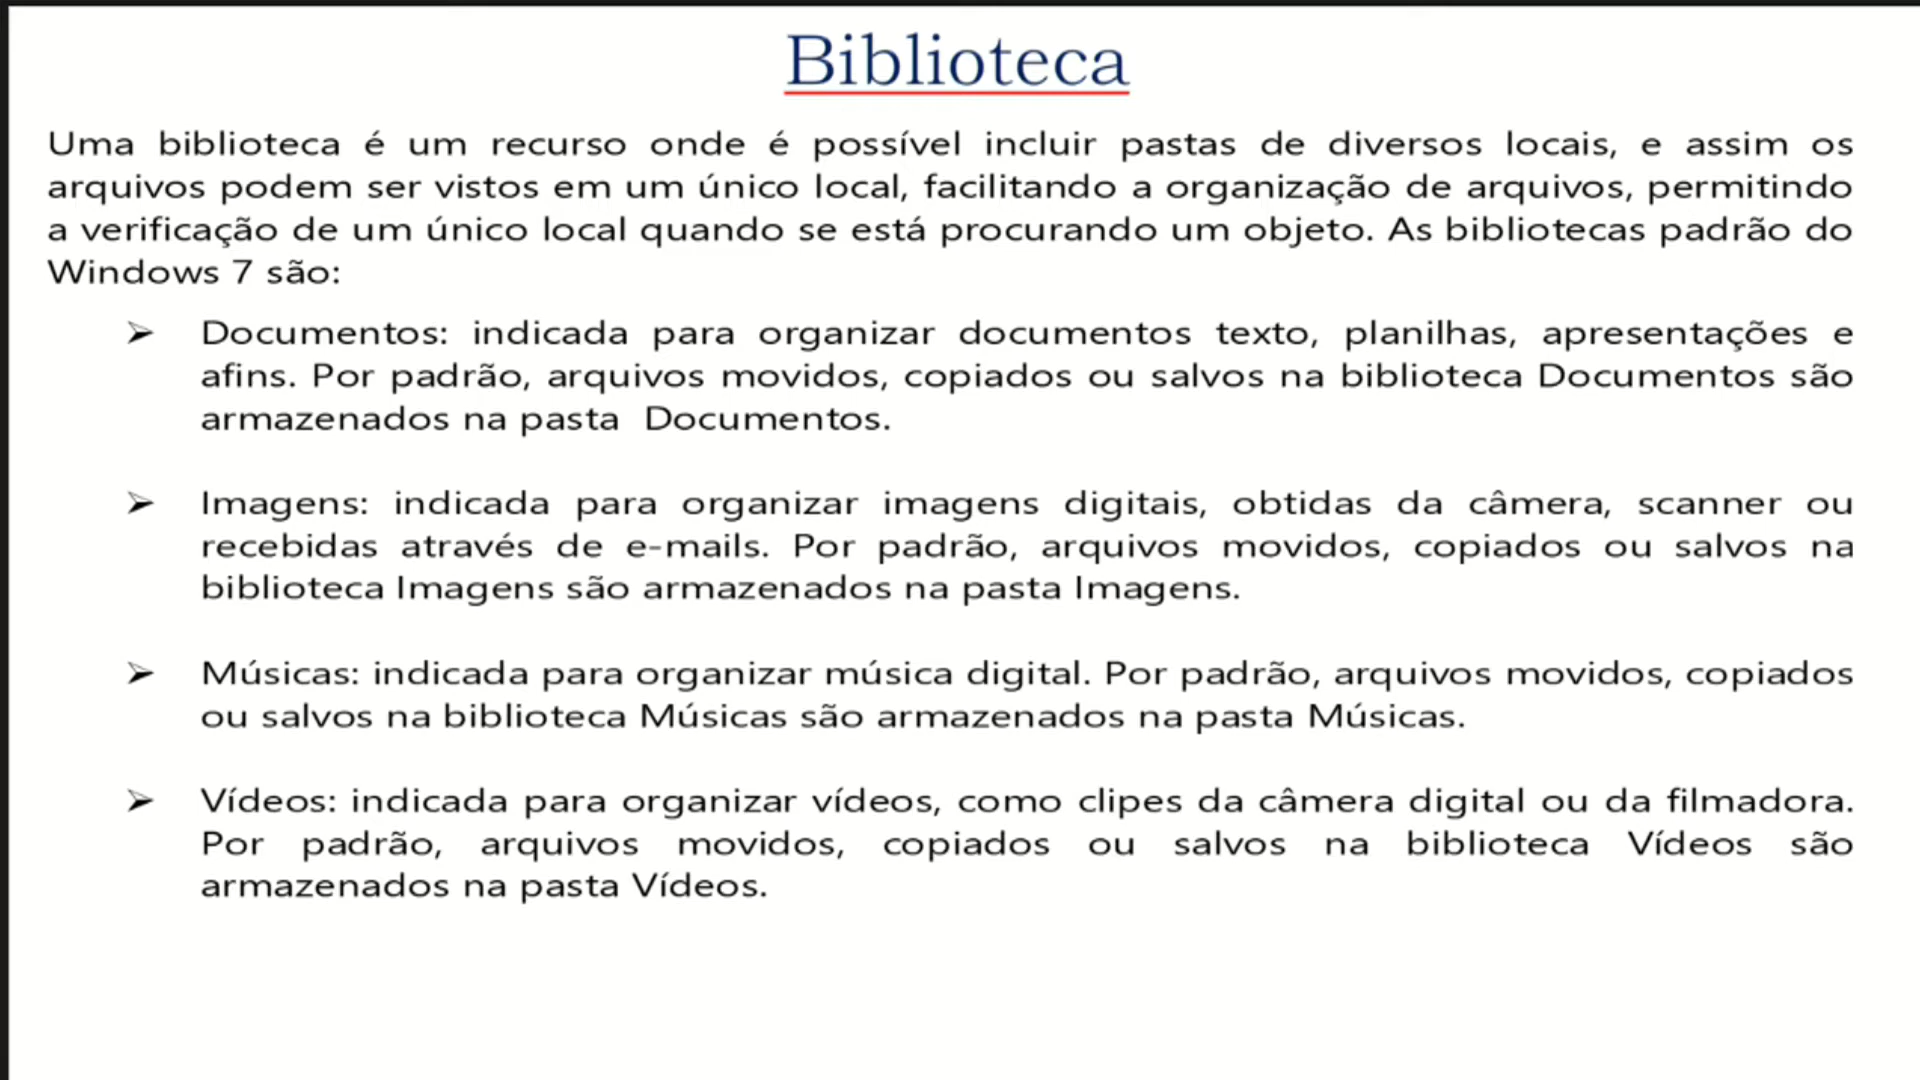 Biblioteca
Uma biblioteca é um recurso onde é possível incluir pastas de diversos locais, e assim os
arquivos podem ser vistos em um único local, facilitando a organização de arquivos, permitindo
a verificação de um único local quando se está procurando um objeto. As bibliotecas padrão do
Windows 7 são:
➢ Documentos: indicada para organizar documentos texto, planilhas, apresentações e
afins. Por padrão, arquivos movidos, copiados ou salvos na biblioteca Documentos são
armazenados na pasta Documentos.
➢ Imagens: indicada para organizar imagens digitais, obtidas da câmera, scanner ou
recebidas através de e-mails. Por padrão, arquivos movidos, copiados ou salvos na
biblioteca Imagens são armazenados na pasta Imagens.
➢ Músicas: indicada para organizar música digital. Por padrão, arquivos movidos, copiados
ou salvos na biblioteca Músicas são armazenados na pasta Músicas.
➢ Vídeos: indicada para organizar vídeos, como clipes da câmera digital ou da filmadora.
Por padrão, arquivos movidos, copiados ou salvos na biblioteca Vídeos são
armazenados na pasta Vídeos.